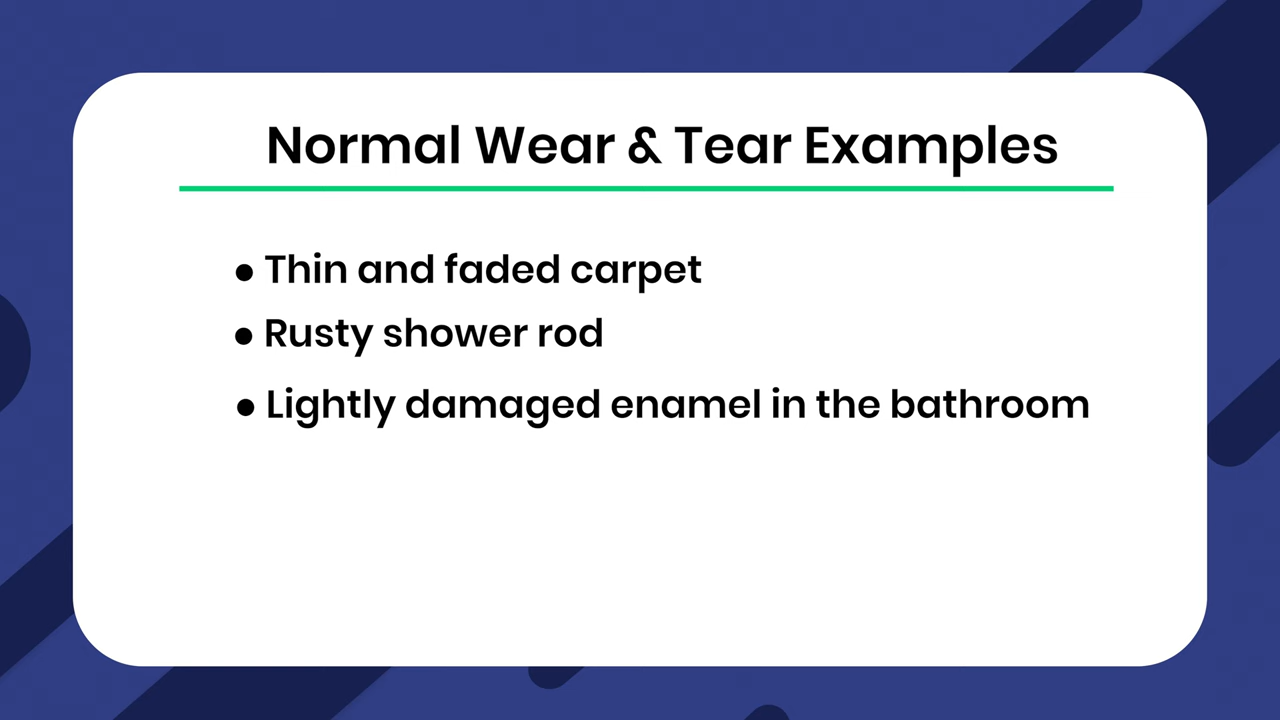 Normal Wear & Tear Examples
● Thin and faded carpet
● Rusty shower rod
● Lightly damaged enamel in the bathroom